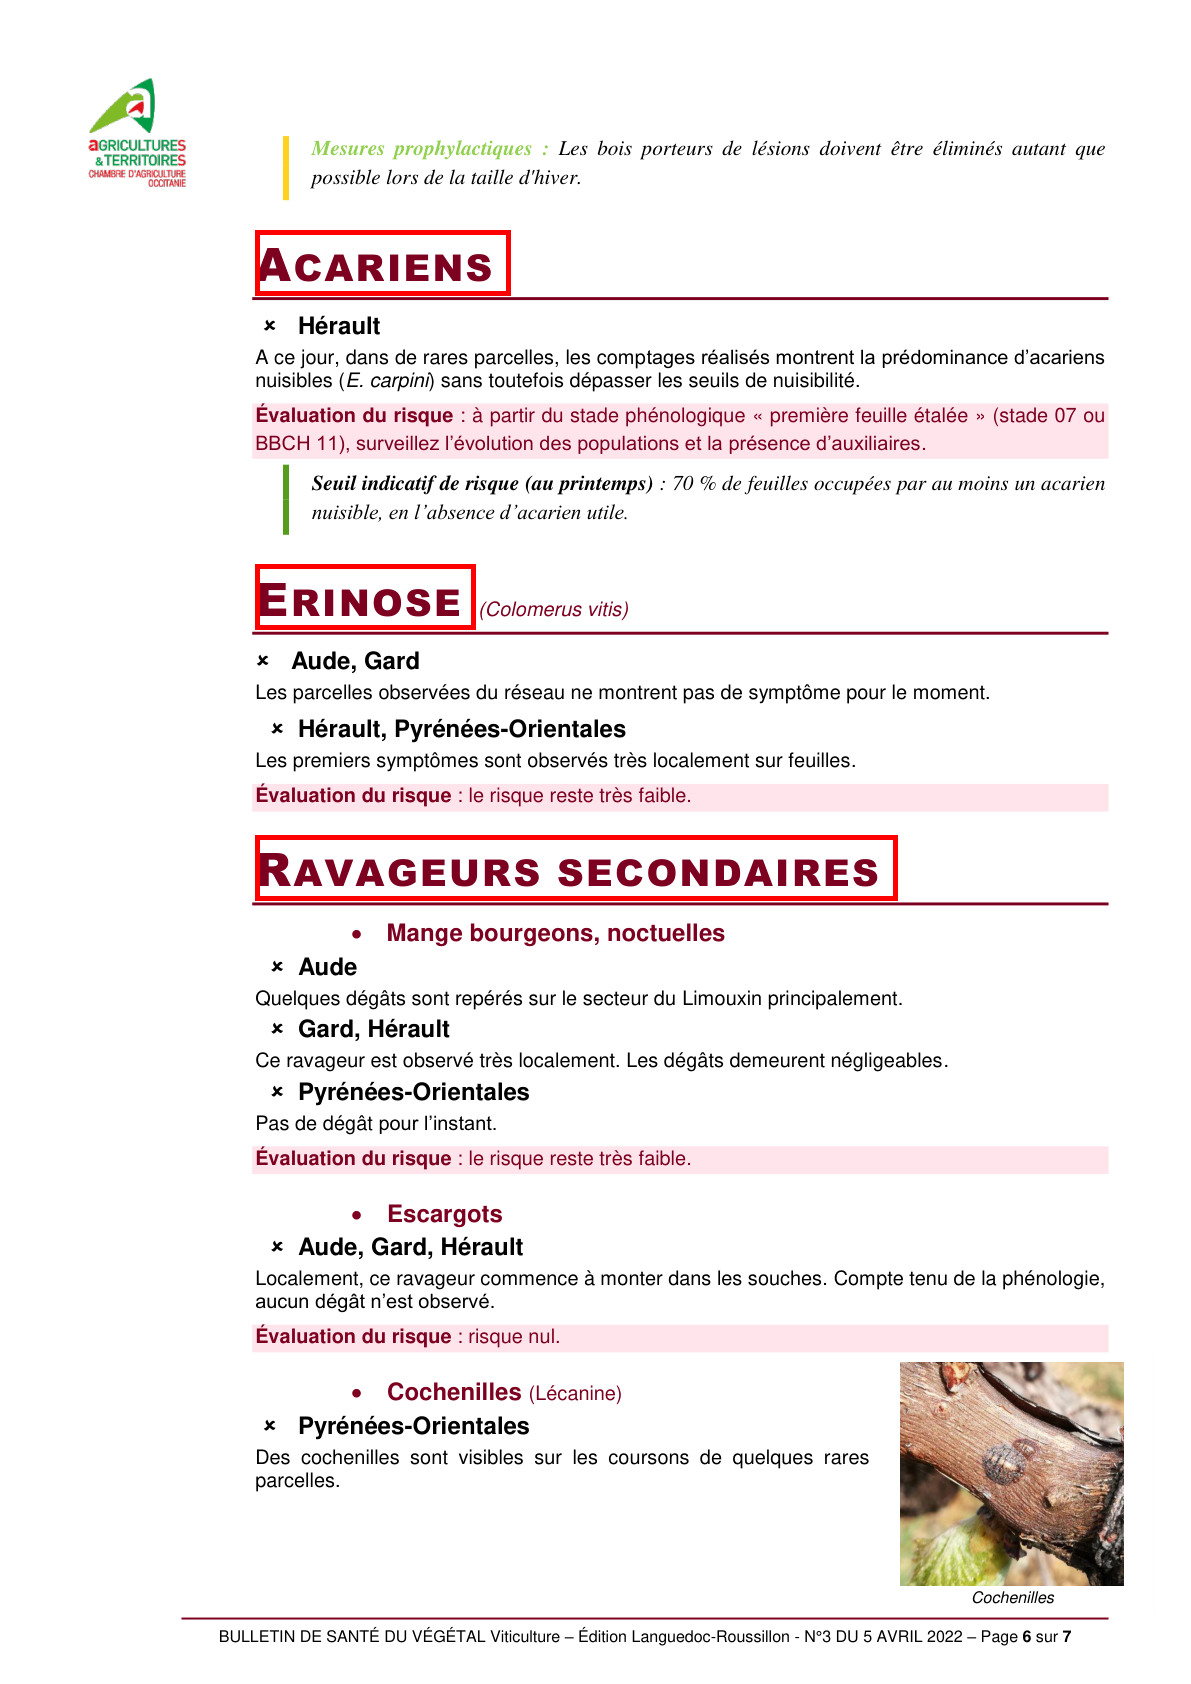 aGRICULTURES
& TERRITOIRES
CHAMBRE D'AGRICULTURE
OCCITANIE
Mesures prophylactiques : Les bois porteurs de lésions doivent être éliminés autant que
possible lors de la taille d'hiver.
ACARIENS
Hérault
A ce jour, dans de rares parcelles, les comptages réalisés montrent la prédominance d’acariens
nuisibles (E. carpini) sans toutefois dépasser les seuils de nuisibilité.
Évaluation du risque : à partir du stade phénologique « première feuille étalée » (stade 07 ou
BBCH 11), surveillez l’évolution des populations et la présence d’auxiliaires.
Seuil indicatif de risque (au printemps) : 70 % de feuilles occupées par au moins un acarien
nuisible, en l’absence d’acarien utile.
ERINOSE (Colomerus vitis)
Aude, Gard
Les parcelles observées du réseau ne montrent pas de symptôme pour le moment.
Hérault, Pyrénées-Orientales
Les premiers symptômes sont observés très localement sur feuilles.
Évaluation du risque : le risque reste très faible.
RAVAGEURS SECONDAIRES
• Mange bourgeons, noctuelles
Aude
Quelques dégâts sont repérés sur le secteur du Limouxin principalement.
Gard, Hérault
Ce ravageur est observé très localement. Les dégâts demeurent négligeables.
Pyrénées-Orientales
Pas de dégât pour l’instant.
Évaluation du risque : le risque reste très faible.
• Escargots
Aude, Gard, Hérault
Localement, ce ravageur commence à monter dans les souches. Compte tenu de la phénologie,
aucun dégât n’est observé.
Évaluation du risque : risque nul.
• Cochenilles (Lécanine)
Pyrénées-Orientales
Des cochenilles sont visibles sur les coursons de quelques rares
parcelles.
Cochenilles
BULLETIN DE SANTÉ DU VÉGÉTAL Viticulture – Édition Languedoc-Roussillon - N°3 DU 5 AVRIL 2022 – Page 6 sur 7